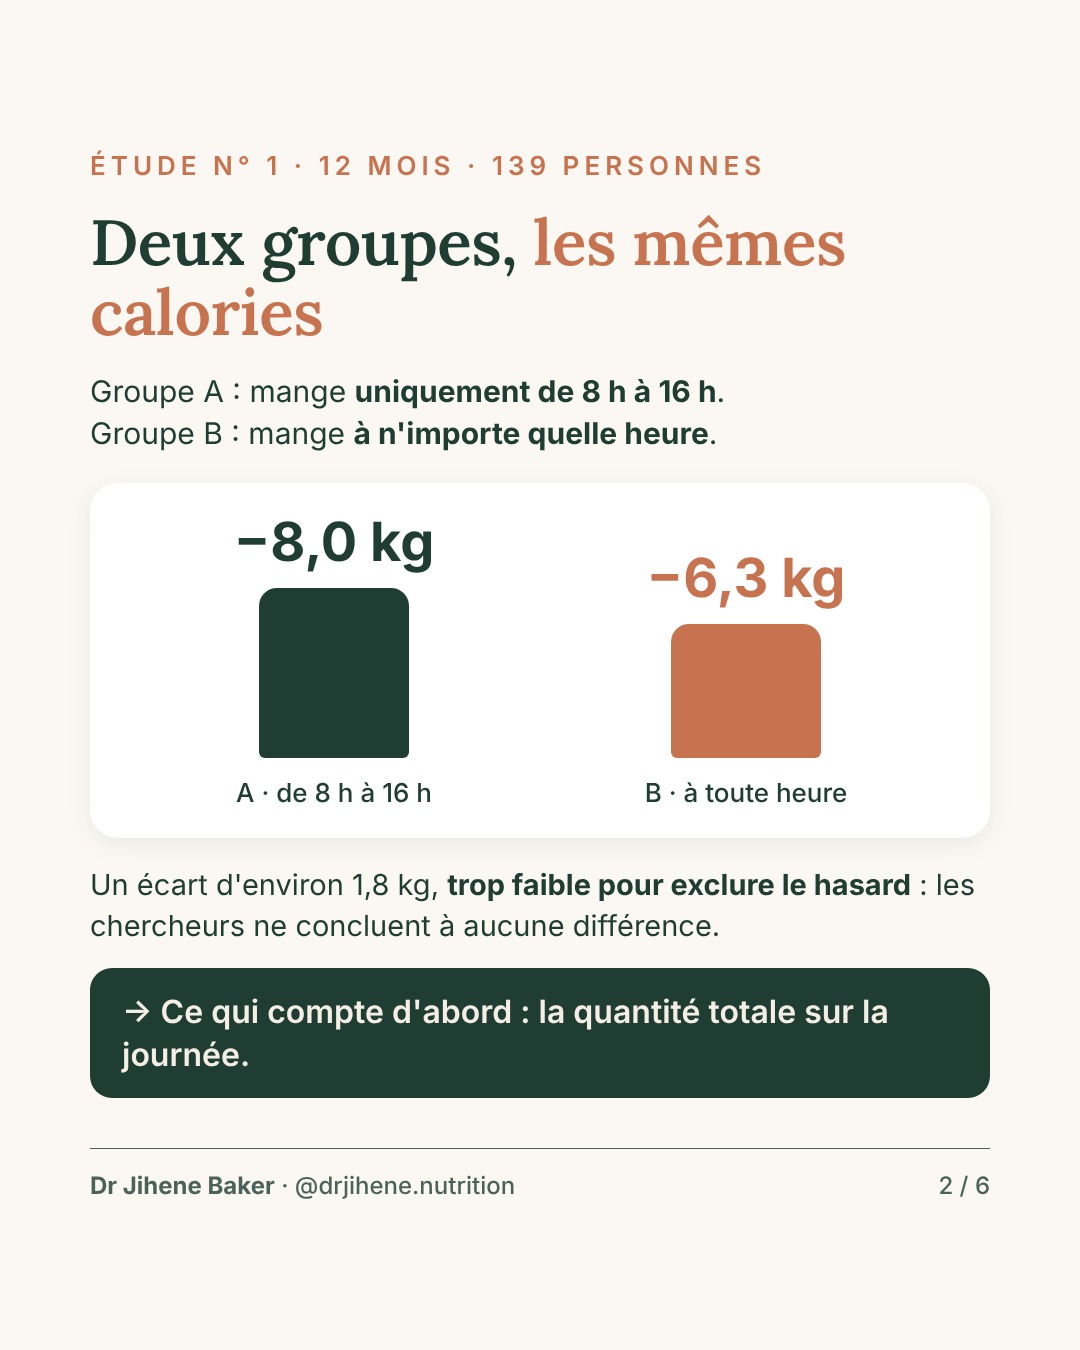 ÉTUDE N° 1 · 12 MOIS · 139 PERSONNES
Deux groupes, les mêmes
calories
Groupe A : mange uniquement de 8 h à 16 h.
Groupe B : mange à n'importe quelle heure.
−8,0 kg
−6,3 kg
A · de 8 h à 16 h
B · à toute heure
Un écart d'environ 1,8 kg, trop faible pour exclure le hasard : les
chercheurs ne concluent à aucune différence.
→ Ce qui compte d'abord : la quantité totale sur la
journée.
Dr Jihene Baker · @drjihene.nutrition
2 / 6